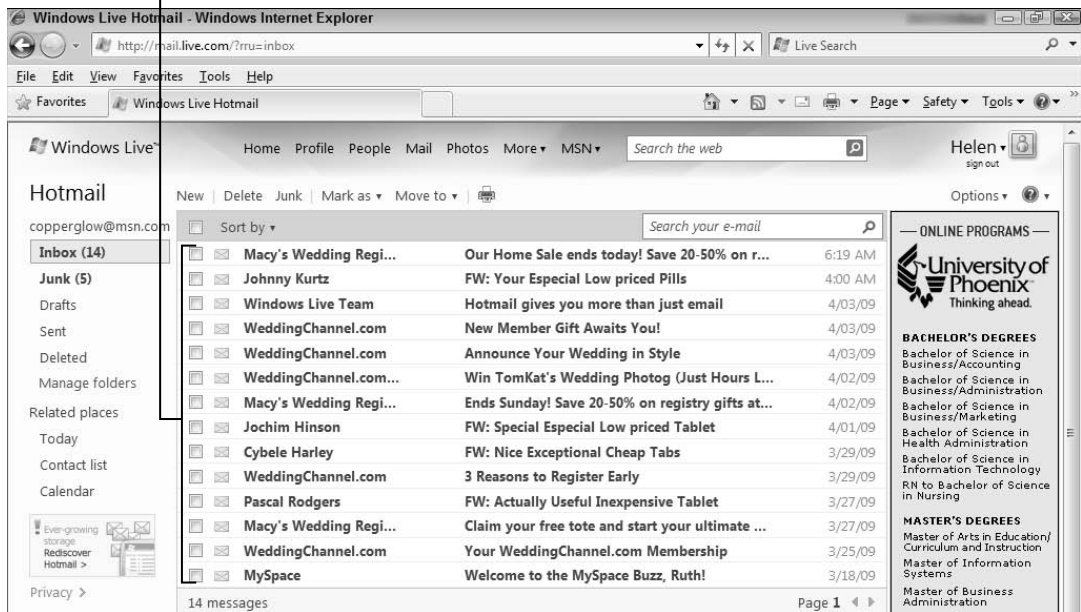 Windows Live Hotmail - Windows Internet Explorer
http://mail.live.com/?rru=inbox
Live Search
File Edit View Favorites Tools Help
Favorites Windows Live Hotmail Page Safety Tools
Windows Live™ Home Profile People Mail Photos More MSN Search the web Helen
sign out
Hotmail New Delete Junk Mark as Move to Options
copperglow@msn.com Sort by Search your e-mail
Inbox (14)
Junk (5)
Drafts
Sent
Deleted
Manage folders
Related places
Today
Contact list
Calendar
Ever-growing
storage.
Rediscover
Hotmail >
Privacy >
Macy's Wedding Regi... Our Home Sale ends today! Save 20-50% on r... 6:19 AM
Johnny Kurtz FW: Your Especial Low priced Pills 4:00 AM
Windows Live Team Hotmail gives you more than just email 4/03/09
WeddingChannel.com New Member Gift Awaits You! 4/03/09
WeddingChannel.com Announce Your Wedding in Style 4/03/09
WeddingChannel.com... Win TomKat's Wedding Photog (Just Hours L... 4/02/09
Macy's Wedding Regi... Ends Sunday! Save 20-50% on registry gifts at... 4/02/09
Jochim Hinson FW: Special Especial Low priced Tablet 4/01/09
Cybele Harley FW: Nice Exceptional Cheap Tabs 3/29/09
WeddingChannel.com 3 Reasons to Register Early 3/29/09
Pascal Rodgers FW: Actually Useful Inexpensive Tablet 3/27/09
Macy's Wedding Regi... Claim your free tote and start your ultimate ... 3/27/09
WeddingChannel.com Your WeddingChannel.com Membership 3/25/09
MySpace Welcome to the MySpace Buzz, Ruth! 3/18/09
14 messages Page 1
ONLINE PROGRAMS
University of
Phoenix
Thinking ahead.
BACHELOR'S DEGREES
Bachelor of Science in
Business/Accounting
Bachelor of Science in
Business/Administration
Bachelor of Science in
Business/Marketing
Bachelor of Science in
Health Administration
Bachelor of Science in
Information Technology
RN to Bachelor of Science
in Nursing
MASTER'S DEGREES
Master of Arts in Education/
Curriculum and Instruction
Master of Information
Systems
Master of Business
Administration